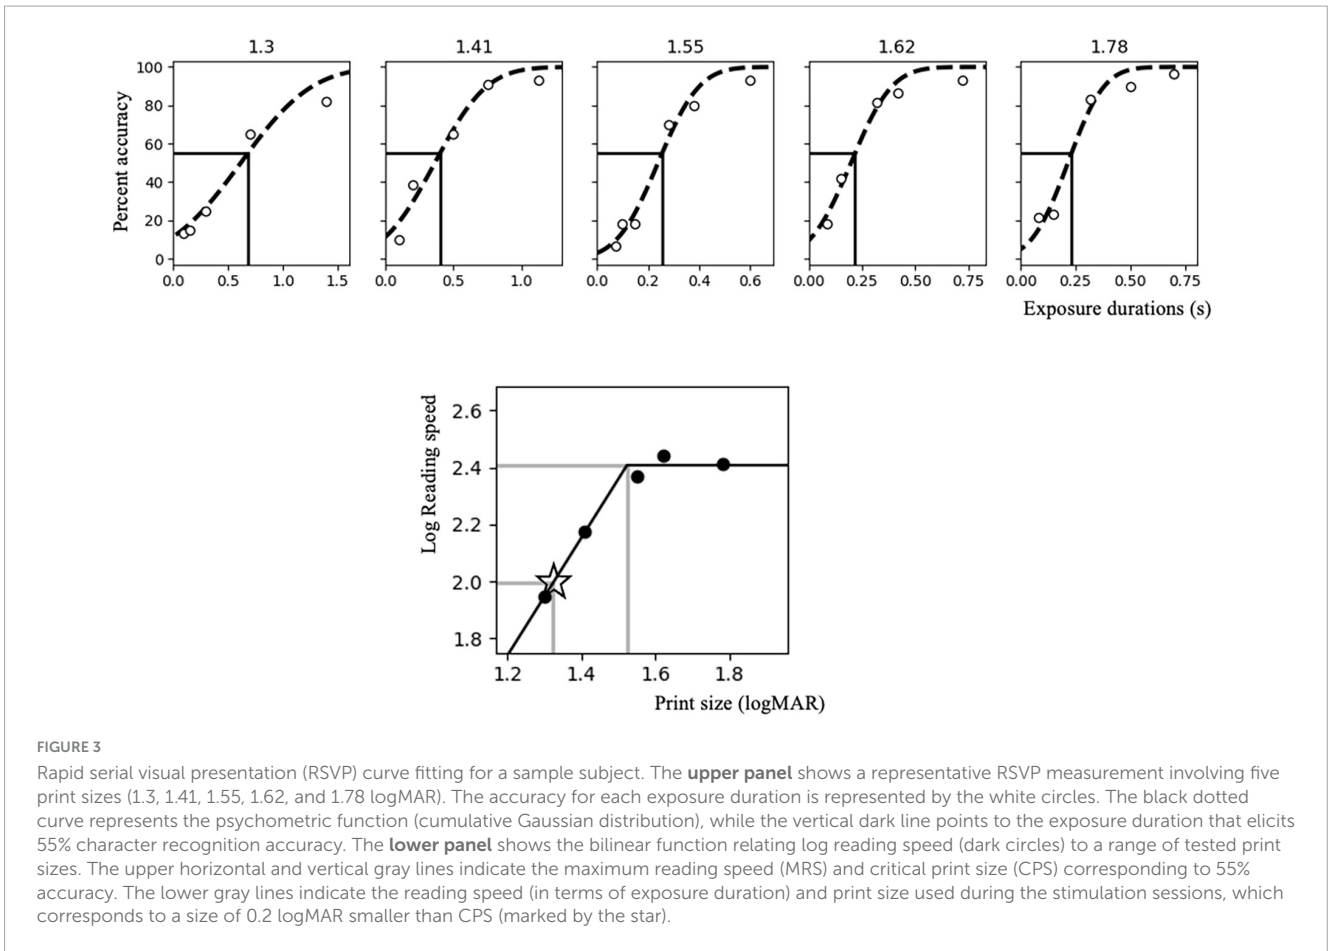 1.3 1.41 1.55 1.62 1.78
100
80
60
40
20
0
Percent accuracy
0.0 0.5 1.0 1.5 0.0 0.5 1.0 0.0 0.2 0.4 0.6 0.00 0.25 0.50 0.75 0.00 0.25 0.50 0.75
Exposure durations (s)
2.6
2.4
2.2
2.0
1.8
Log Reading speed
1.2 1.4 1.6 1.8
Print size (logMAR)
FIGURE 3
Rapid serial visual presentation (RSVP) curve fitting for a sample subject. The upper panel shows a representative RSVP measurement involving five
print sizes (1.3, 1.41, 1.55, 1.62, and 1.78 logMAR). The accuracy for each exposure duration is represented by the white circles. The black dotted
curve represents the psychometric function (cumulative Gaussian distribution), while the vertical dark line points to the exposure duration that elicits
55% character recognition accuracy. The lower panel shows the bilinear function relating log reading speed (dark circles) to a range of tested print
sizes. The upper horizontal and vertical gray lines indicate the maximum reading speed (MRS) and critical print size (CPS) corresponding to 55%
accuracy. The lower gray lines indicate the reading speed (in terms of exposure duration) and print size used during the stimulation sessions, which
corresponds to a size of 0.2 logMAR smaller than CPS (marked by the star).